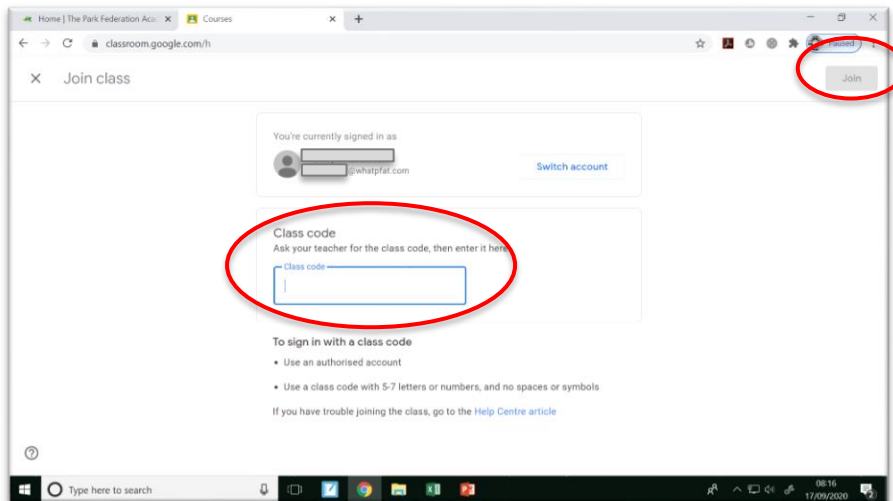 Home | The Park Federation Aca
Courses
classroom.google.com/h
Paused
Join class
Join
You're currently signed in as
@whatpfat.com
Switch account
Class code
Ask your teacher for the class code, then enter it here
Class code
To sign in with a class code
• Use an authorised account
• Use a class code with 5-7 letters or numbers, and no spaces or symbols
If you have trouble joining the class, go to the Help Centre article
Type here to search
08:16
17/09/2020